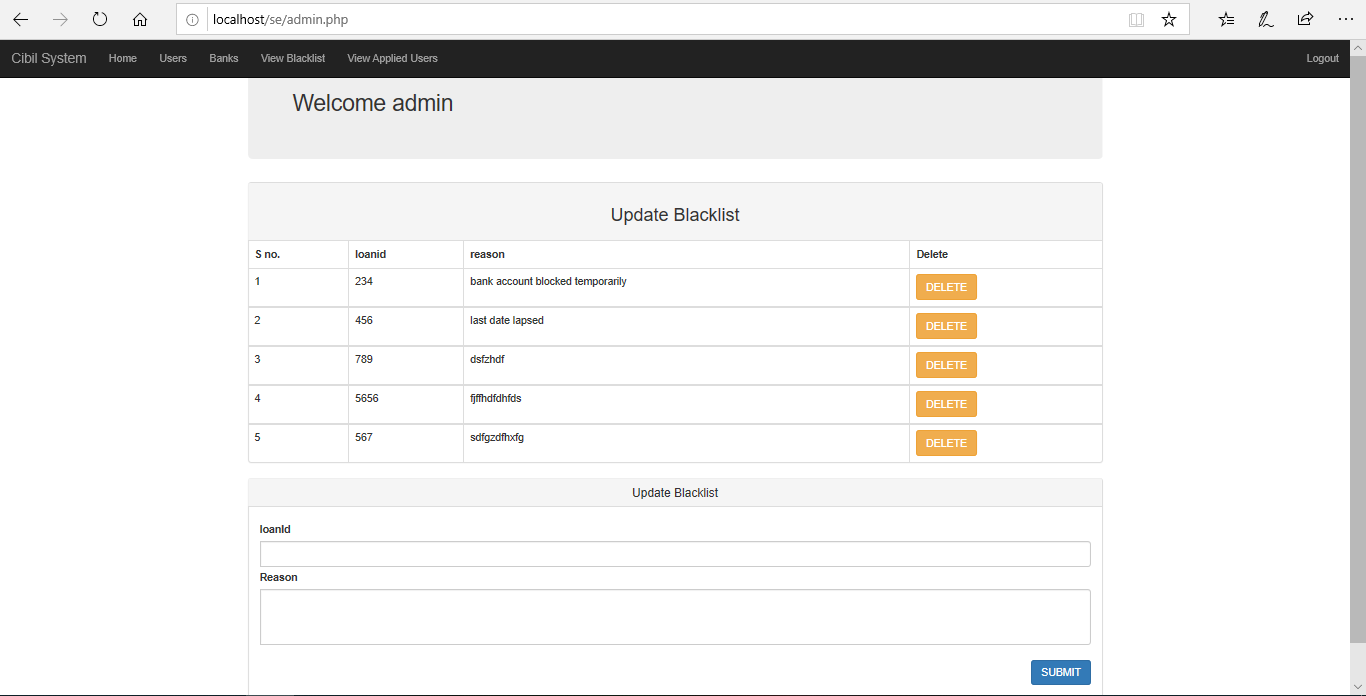 localhost/se/admin.php
Cibil System Home Users Banks View Blacklist View Applied Users Logout
Welcome admin
Update Blacklist
S no. loanid reason Delete
1 234 bank account blocked temporarily DELETE
2 456 last date lapsed DELETE
3 789 dsfzhdf DELETE
4 5656 fjffhdfdhfds DELETE
5 567 sdfgzdfhxfg DELETE
Update Blacklist
loanId
Reason
SUBMIT